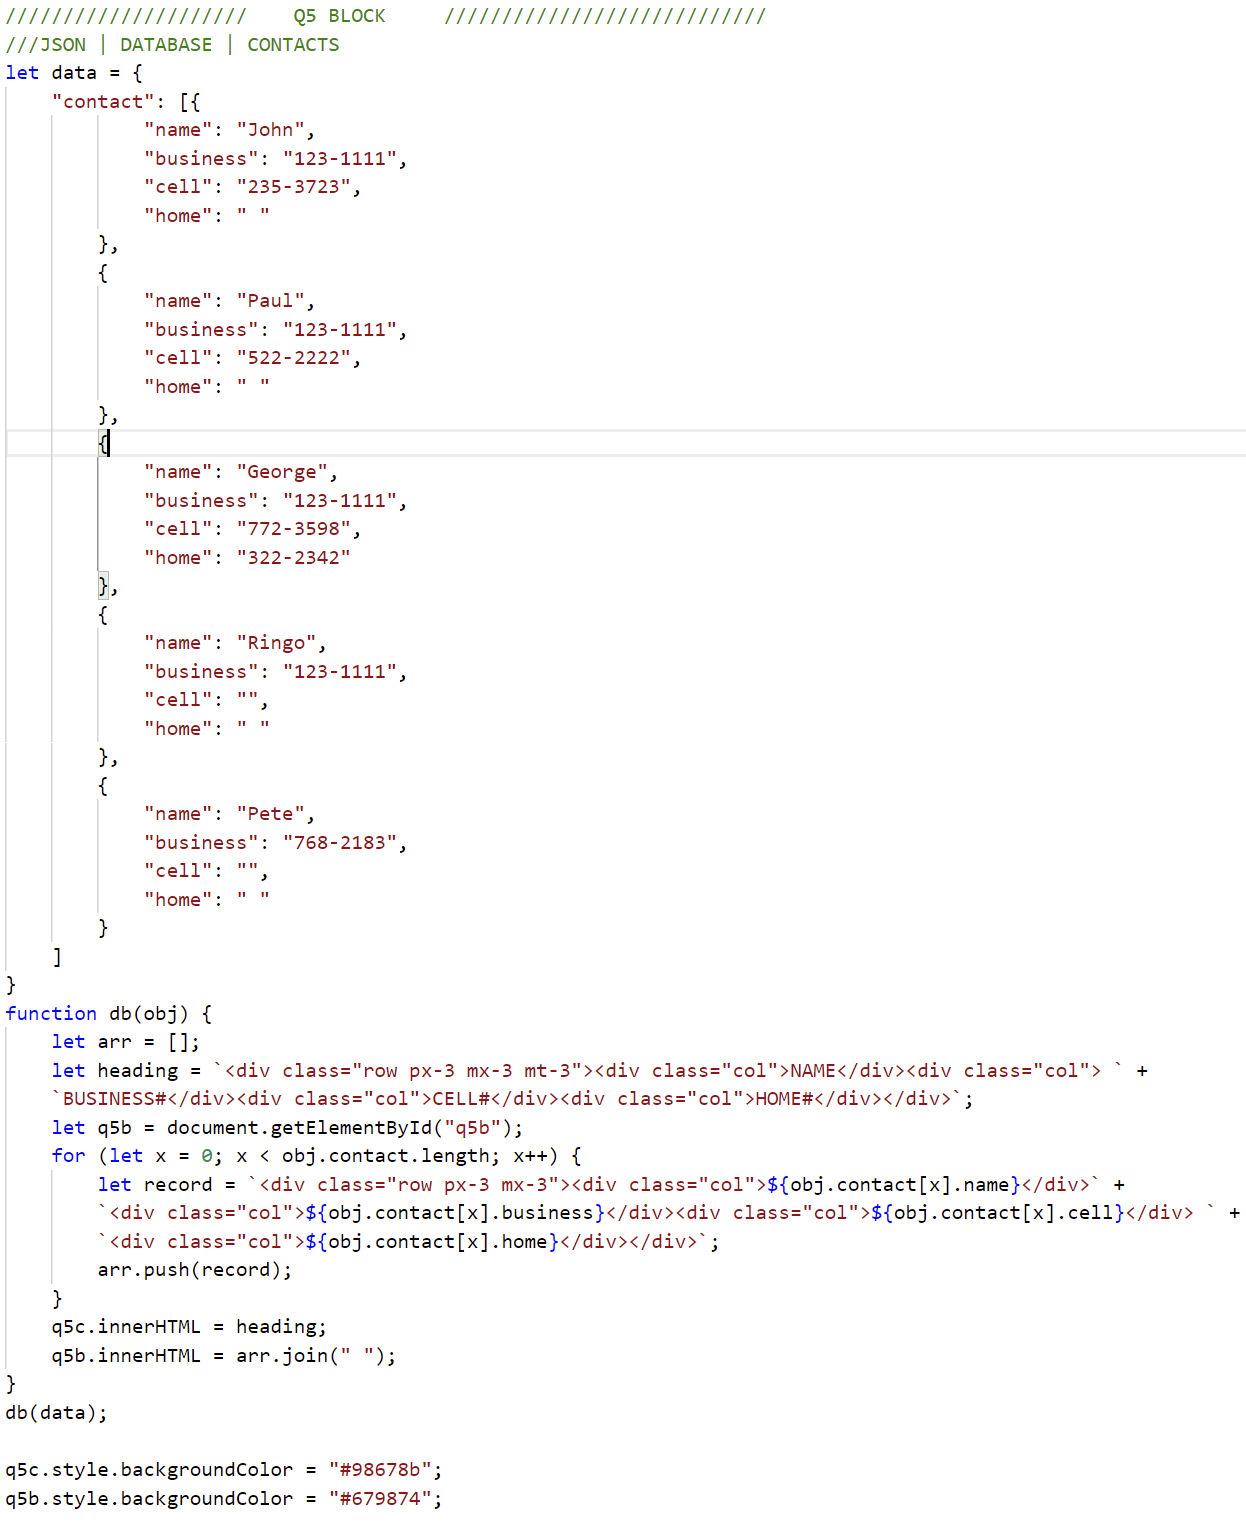 /////////////////////    Q5 BLOCK     ////////////////////////////
///JSON | DATABASE | CONTACTS
let data = {
    "contact": [{
            "name": "John",
            "business": "123-1111",
            "cell": "235-3723",
            "home": " "
        },
        {
            "name": "Paul",
            "business": "123-1111",
            "cell": "522-2222",
            "home": " "
        },
        {
            "name": "George",
            "business": "123-1111",
            "cell": "772-3598",
            "home": "322-2342"
        },
        {
            "name": "Ringo",
            "business": "123-1111",
            "cell": "",
            "home": " "
        },
        {
            "name": "Pete",
            "business": "768-2183",
            "cell": "",
            "home": " "
        }
    ]
}
function db(obj) {
    let arr = [];
    let heading = `<div class="row px-3 mx-3 mt-3"><div class="col">NAME</div><div class="col"> ` +
    `BUSINESS#</div><div class="col">CELL#</div><div class="col">HOME#</div></div>`;
    let q5b = document.getElementById("q5b");
    for (let x = 0; x < obj.contact.length; x++) {
        let record = `<div class="row px-3 mx-3"><div class="col">${obj.contact[x].name}</div>` +
        `<div class="col">${obj.contact[x].business}</div><div class="col">${obj.contact[x].cell}</div> ` +
        `<div class="col">${obj.contact[x].home}</div></div>`;
        arr.push(record);
    }
    q5c.innerHTML = heading;
    q5b.innerHTML = arr.join(" ");
}
db(data);

q5c.style.backgroundColor = "#98678b";
q5b.style.backgroundColor = "#679874";